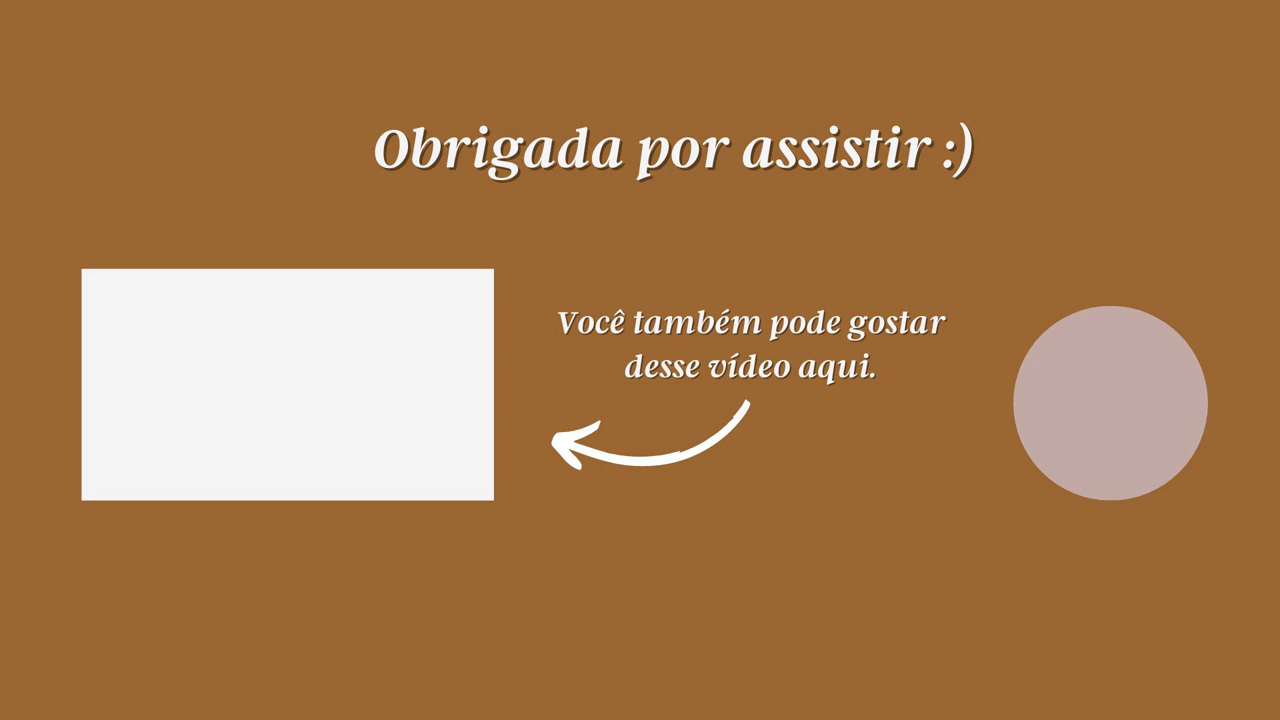 Obrigada por assistir :)
Você também pode gostar
desse vídeo aqui.